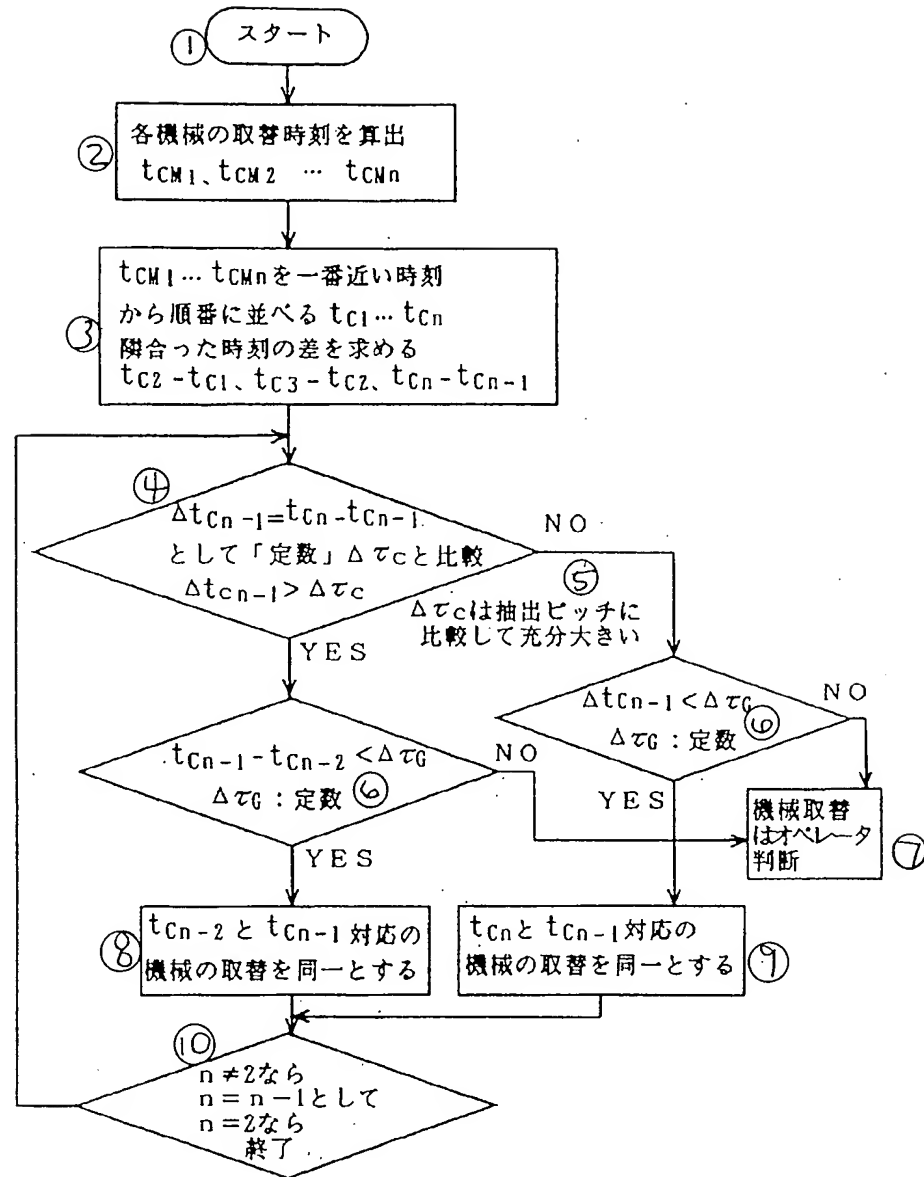 ① スタート
② 各機械の取替時刻を算出
tCM1、tCM2 … tCMn
tCM1…tCMnを一番近い時刻
から順番に並べる tC1…tCn
③ 隣合った時刻の差を求める
tC2-tC1、tC3-tC2、tCn-tCn-1
④
ΔtCn-1=tCn-tCn-1
として「定数」Δτcと比較
Δtcn-1>Δτc
NO
⑤
Δτcは抽出ピッチに
比較して充分大きい
YES
ΔtCn-1<ΔτG
ΔτG:定数 ⑥
NO
YES
tCn-1-tCn-2<ΔτG
ΔτG:定数 ⑥
NO
YES
機械取替
はオペレータ
判断
⑦
⑧ tCn-2とtCn-1対応の
機械の取替を同一とする
tCnとtCn-1対応の
機械の取替を同一とする ⑨
⑩
n≠2なら
n=n-1として
n=2なら
終了